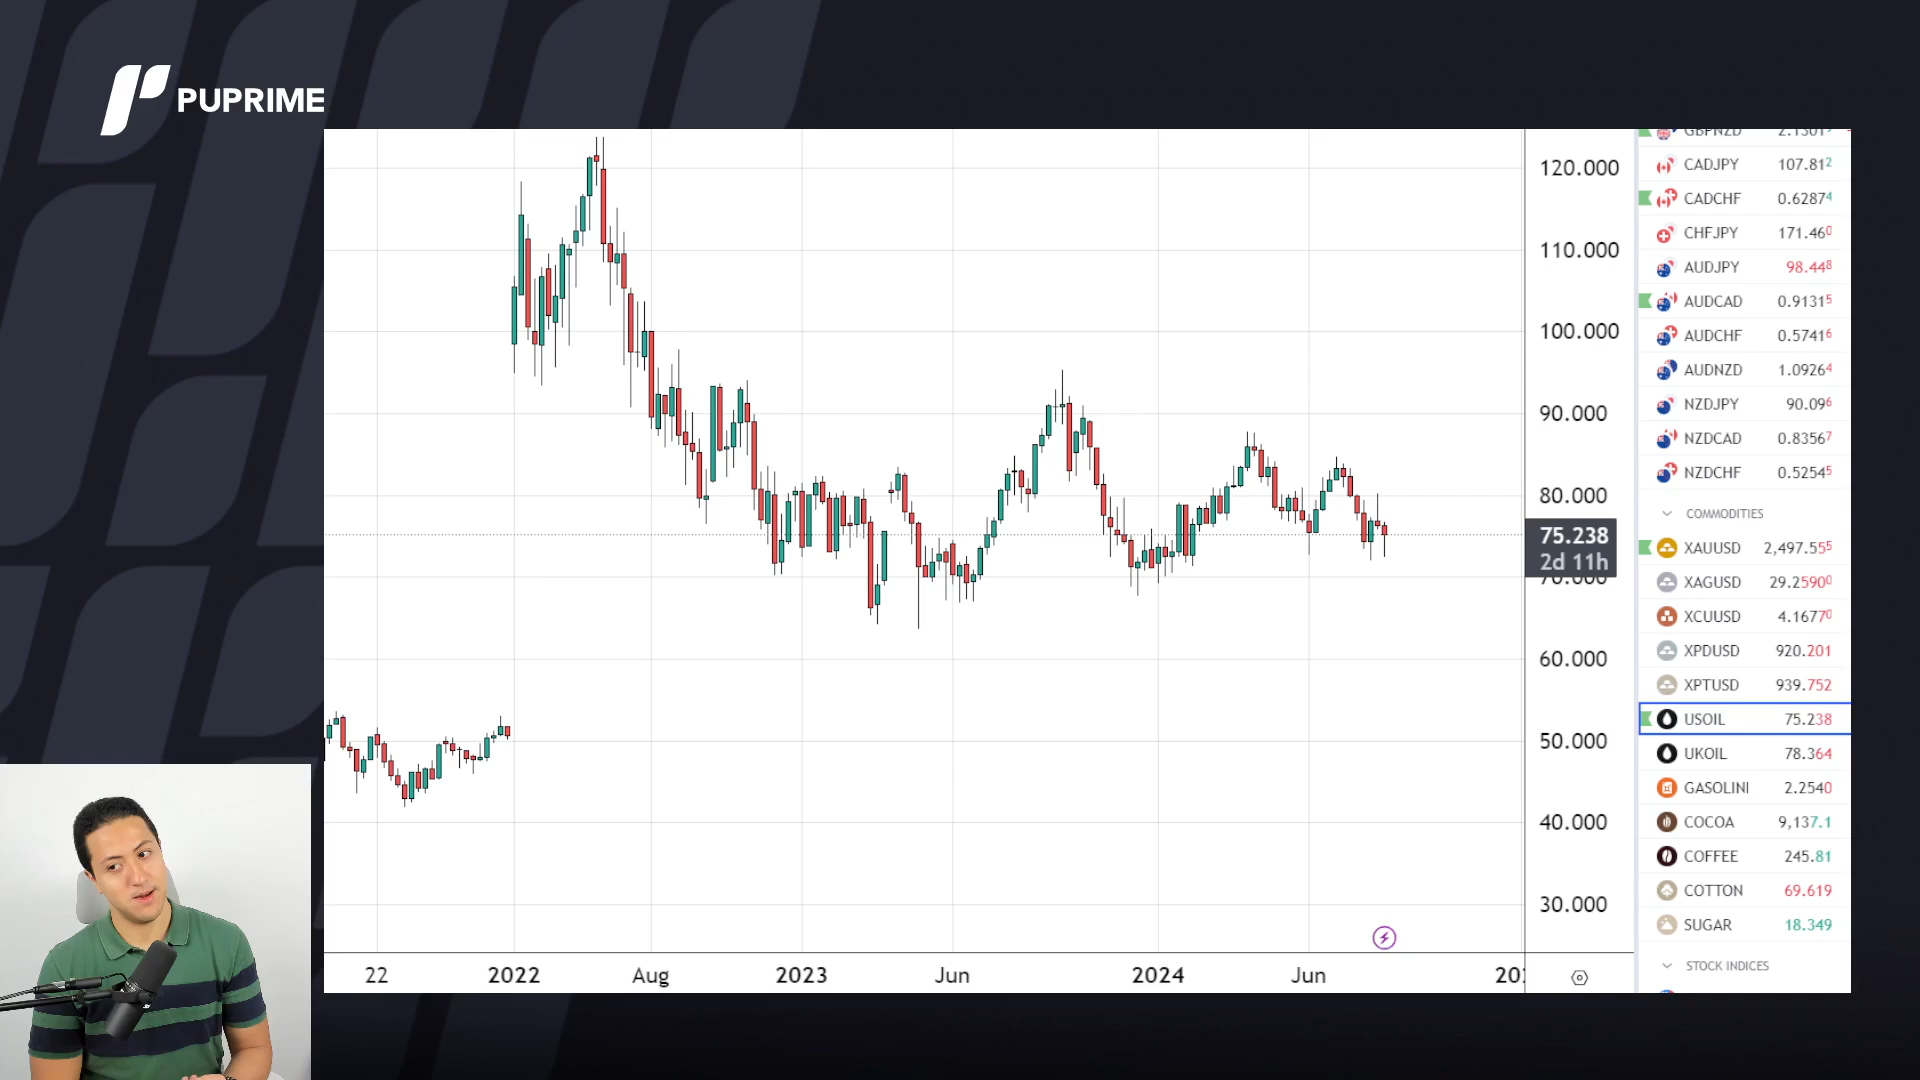 PUPRIME
120.000
110.000
100.000
90.000
80.000
75.238
2d 11h
70.000
60.000
50.000
40.000
30.000
22 2022 Aug 2023 Jun 2024 Jun
GBPNZD
CADJPY 107.812
CADCHF 0.62874
CHFJPY 171.460
AUDJPY 98.448
AUDCAD 0.91315
AUDCHF 0.57416
AUDNZD 1.09264
NZDJPY 90.096
NZDCAD 0.83567
NZDCHF 0.52545
COMMODITIES
XAUUSD 2,497.555
XAGUSD 29.25900
XCUUSD 4.16770
XPDUSD 920.201
XPTUSD 939.752
USOIL 75.238
UKOIL 78.364
GASOLINI 2.2540
COCOA 9,137.1
COFFEE 245.81
COTTON 69.619
SUGAR 18.349
STOCK INDICES